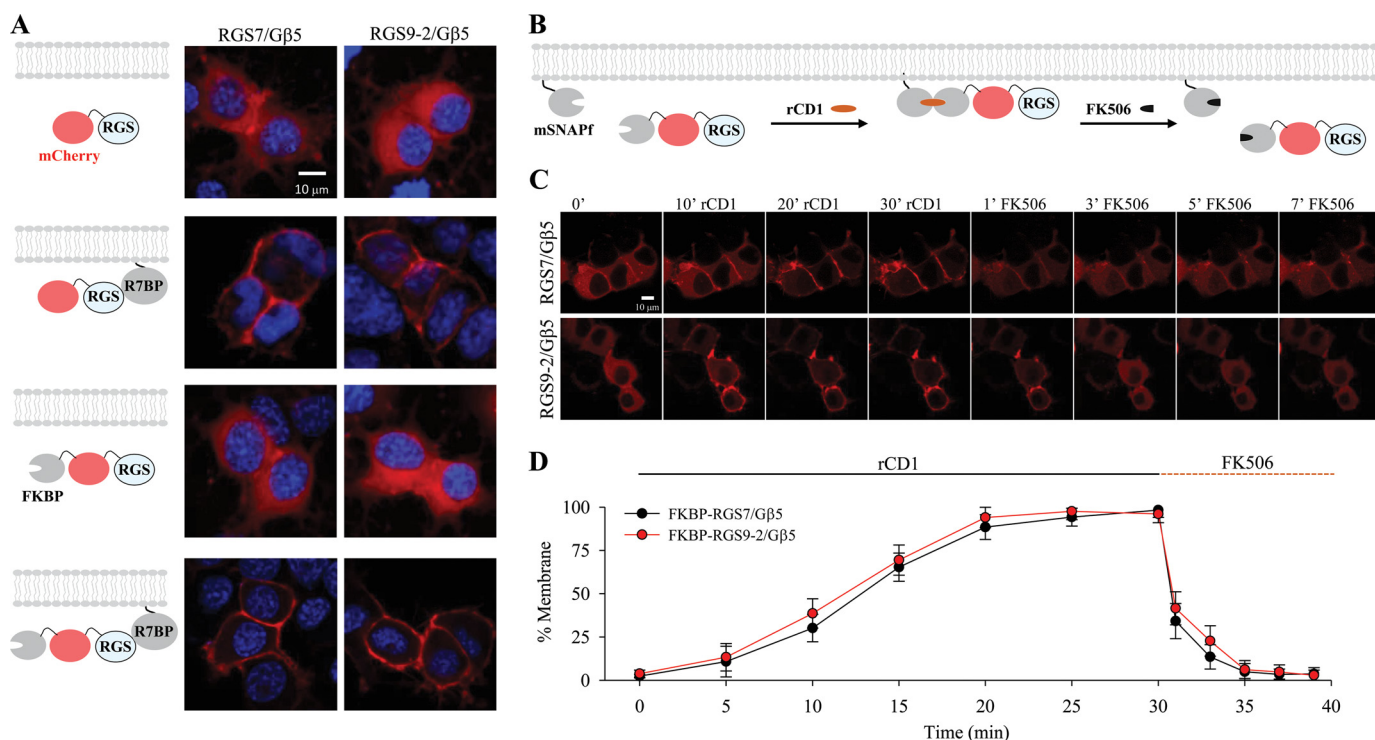 A
RGS7/Gβ5
RGS9-2/Gβ5
RGS
mCherry
10 μm
RGS
R7BP
RGS
FKBP
RGS
R7BP
B
mSNAPf
RGS
rCD1
RGS
FK506
RGS
C
0’
10’ rCD1
20’ rCD1
30’ rCD1
1’ FK506
3’ FK506
5’ FK506
7’ FK506
RGS7/Gβ5
10 μm
RGS9-2/Gβ5
D
rCD1
FK506
FKBP-RGS7/Gβ5
FKBP-RGS9-2/Gβ5
% Membrane
100
75
50
25
0
0 5 10 15 20 25 30 35 40
Time (min)